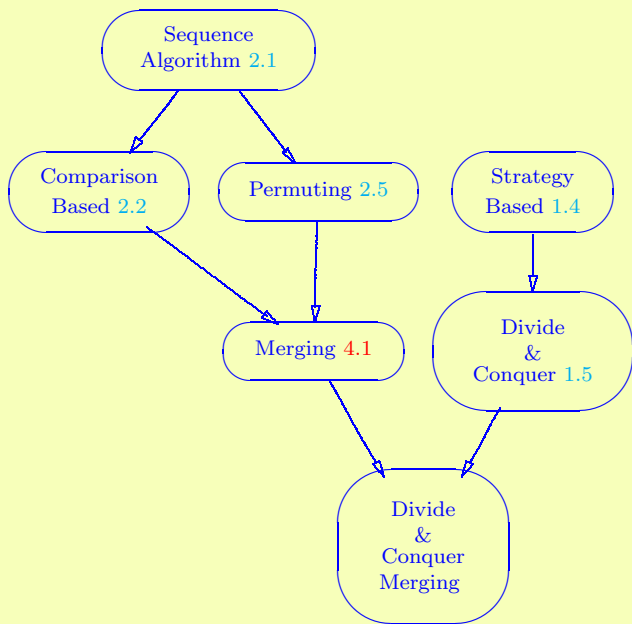 Sequence
Algorithm 2.1
Comparison
Based 2.2
Permuting 2.5
Strategy
Based 1.4
Merging 4.1
Divide
&
Conquer 1.5
Divide
&
Conquer
Merging